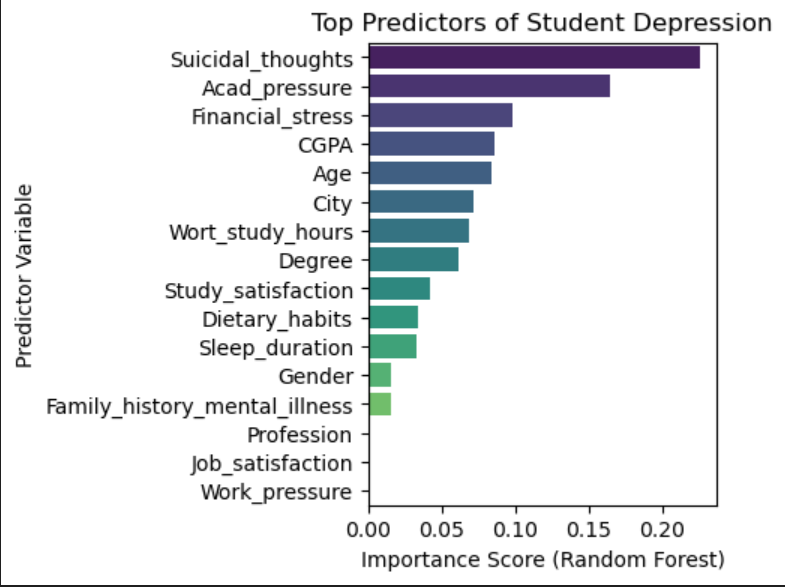 Top Predictors of Student Depression
Predictor Variable
Suicidal_thoughts
Acad_pressure
Financial_stress
CGPA
Age
City
Wort_study_hours
Degree
Study_satisfaction
Dietary_habits
Sleep_duration
Gender
Family_history_mental_illness
Profession
Job_satisfaction
Work_pressure
0.00 0.05 0.10 0.15 0.20
Importance Score (Random Forest)